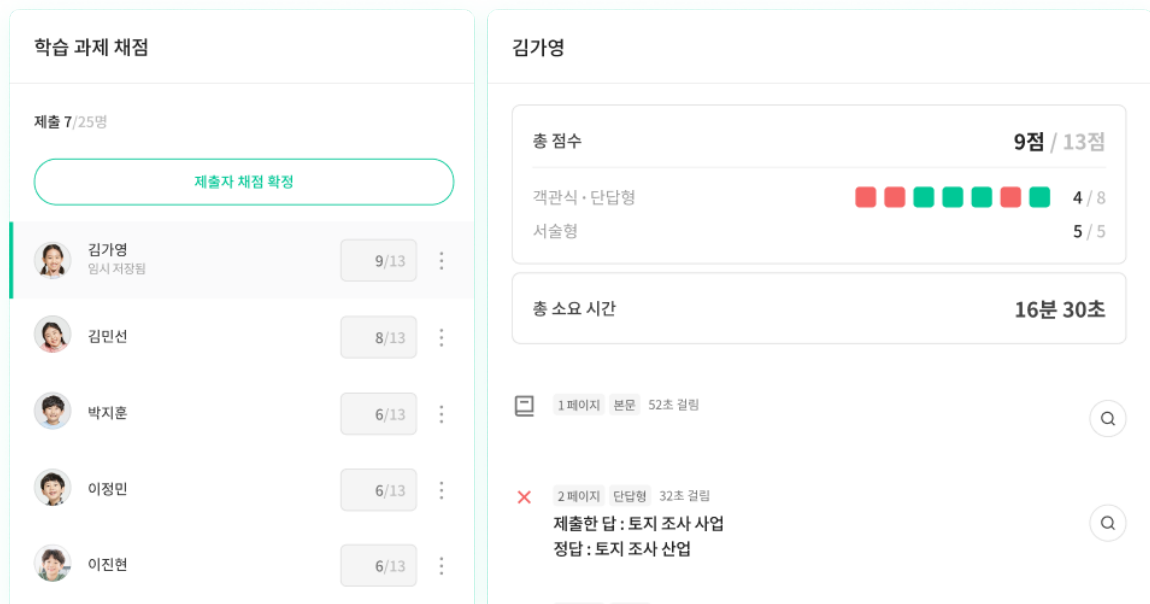 학습 과제 채점
제출 7/25명
제출자 채점 확정
김가영
임시 저장됨
9/13
김민선
8/13
박지훈
6/13
이정민
6/13
이진현
6/13
김가영
총 점수
9점 / 13점
객관식 · 단답형
4 / 8
서술형
5 / 5
총 소요 시간
16분 30초
1 페이지 본문 52초 걸림
2 페이지 단답형 32초 걸림
제출한 답 : 토지 조사 사업
정답 : 토지 조사 산업